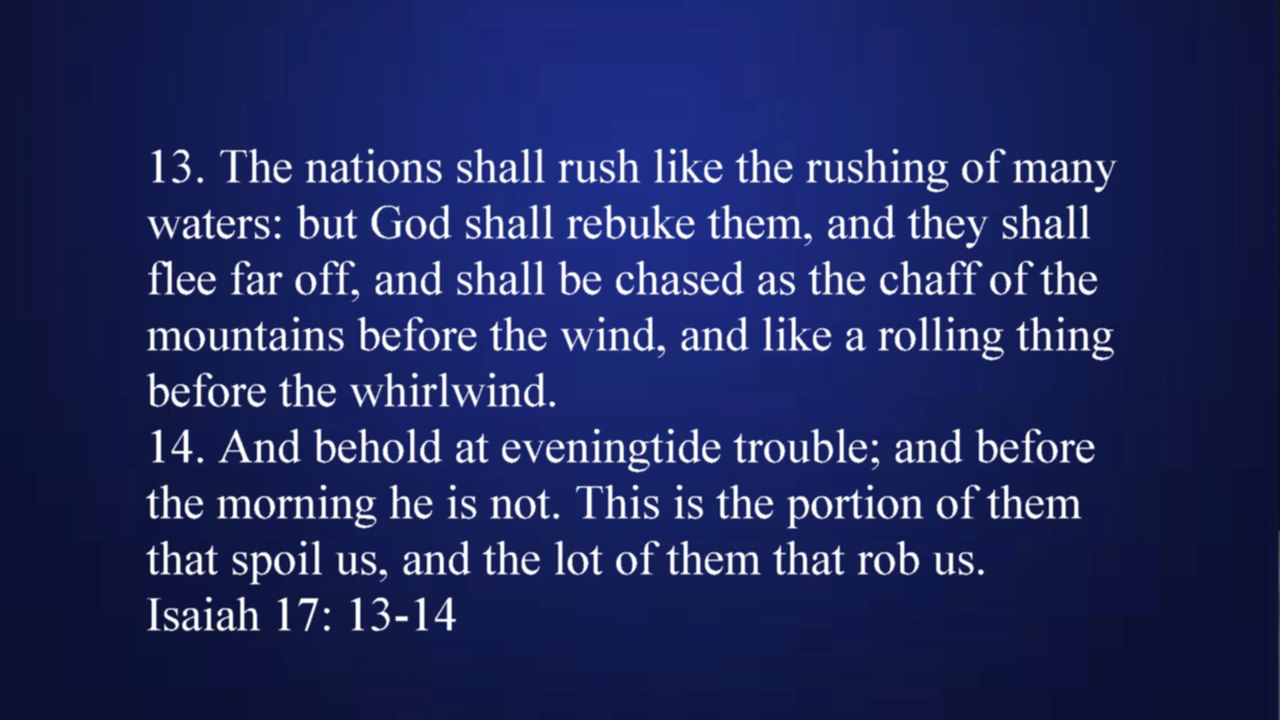 13. The nations shall rush like the rushing of many
waters: but God shall rebuke them, and they shall
flee far off, and shall be chased as the chaff of the
mountains before the wind, and like a rolling thing
before the whirlwind.
14. And behold at eveningtide trouble; and before
the morning he is not. This is the portion of them
that spoil us, and the lot of them that rob us.
Isaiah 17: 13-14